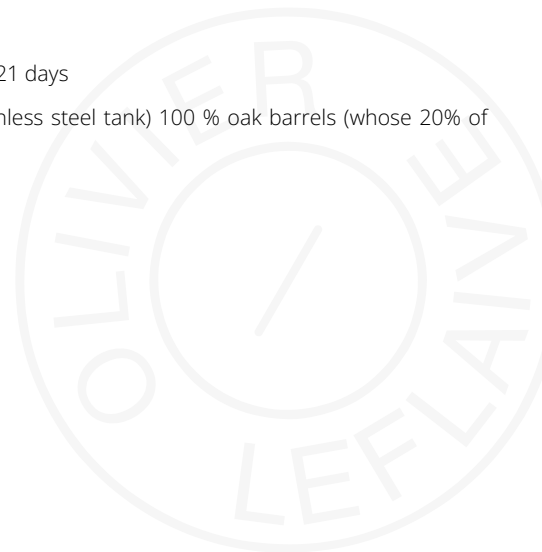 21 days
nless steel tank) 100 % oak barrels (whose 20% of
OLIVIER
LEFLAIVE